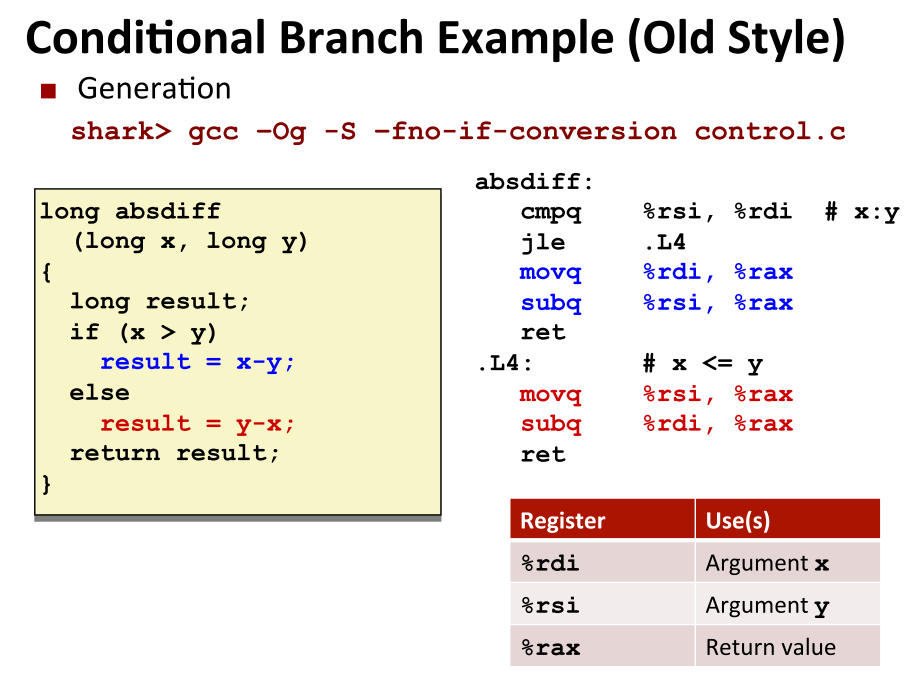 Conditional Branch Example (Old Style)
Generation
shark> gcc –Og -S –fno-if-conversion control.c
long absdiff
  (long x, long y)
{
  long result;
  if (x > y)
    result = x-y;
  else
    result = y-x;
  return result;
}
absdiff:
   cmpq    %rsi, %rdi  # x:y
   jle     .L4
   movq    %rdi, %rax
   subq    %rsi, %rax
   ret
.L4:       # x <= y
   movq    %rsi, %rax
   subq    %rdi, %rax
   ret
Register Use(s)
%rdi Argument x
%rsi Argument y
%rax Return value